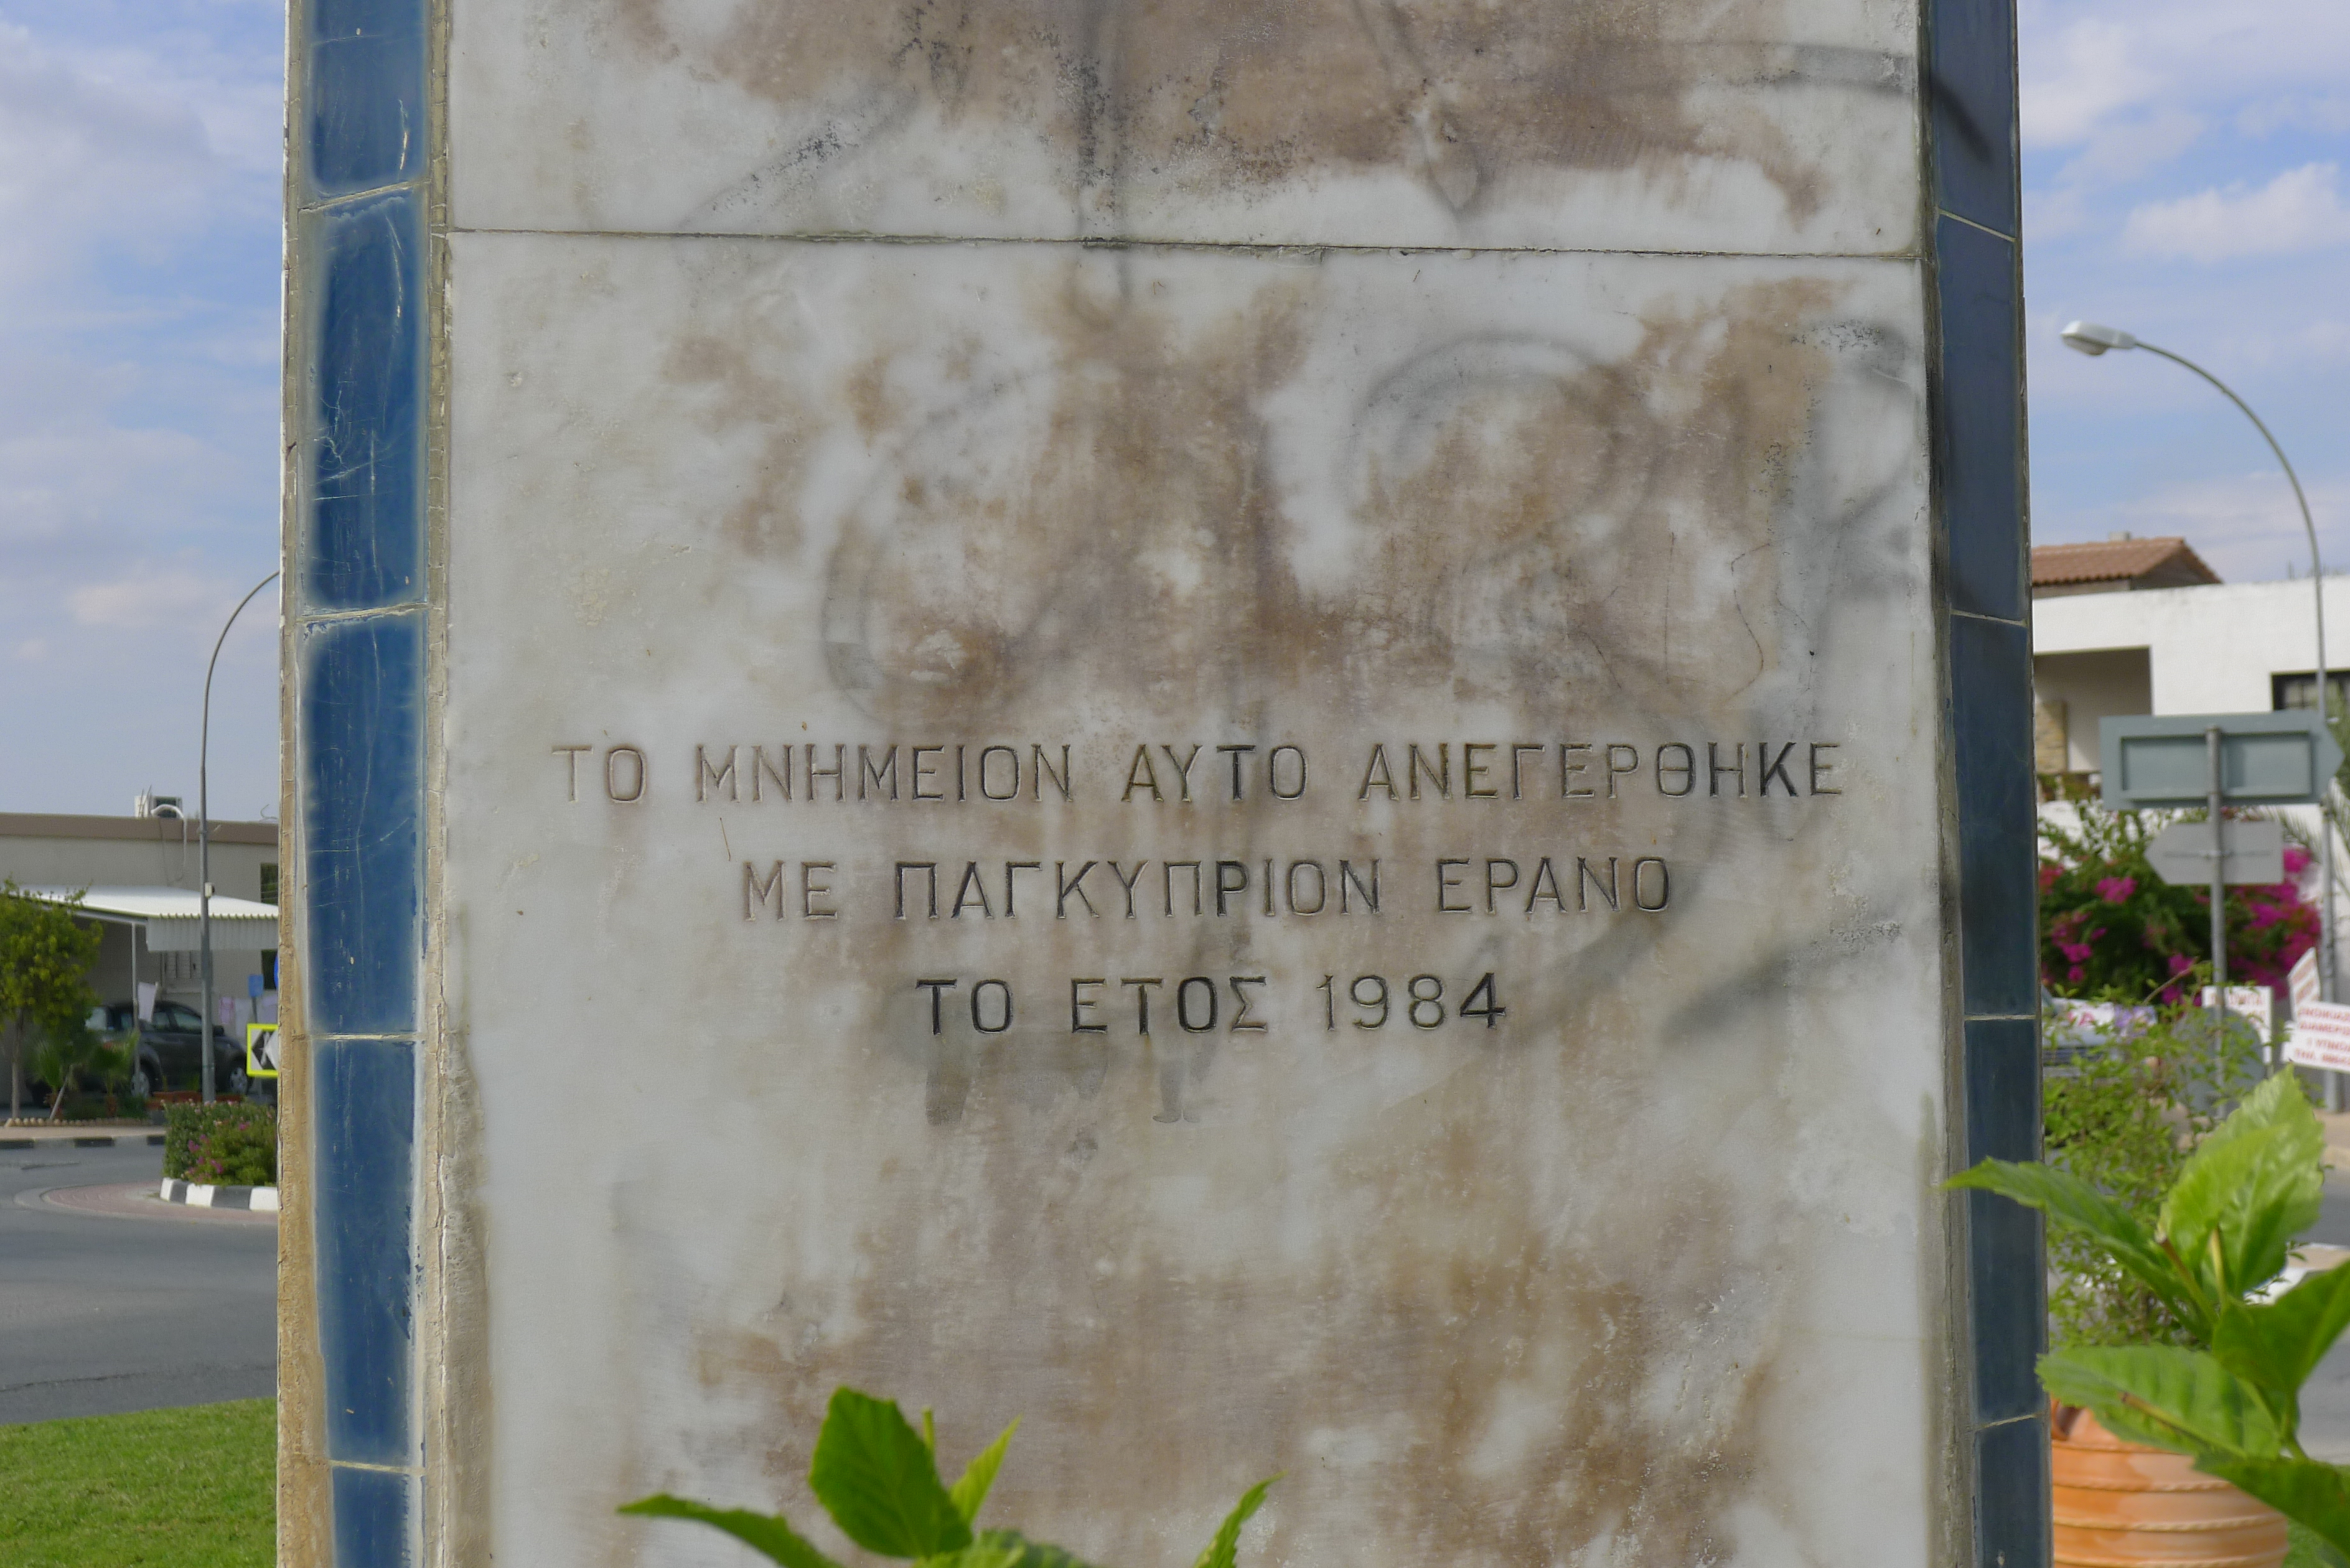 ΤΟ ΜΝΗΜΕΙΟΝ ΑΥΤΟ ΑΝΕΓΕΡΘΗΚΕ
ΜΕ ΠΑΓΚΥΠΡΙΟΝ ΕΡΑΝΟ
ΤΟ ΕΤΟΣ 1984